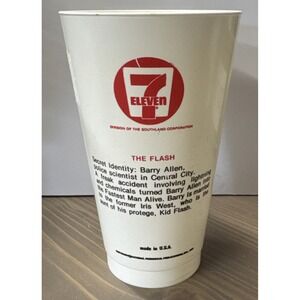 7
ELEVEN
DIVISION OF THE SOUTHLAND CORPORATION
THE FLASH
Secret Identity: Barry Allen,
police scientist in Central City.
A freak accident involving lightning
and chemicals turned Barry Allen into
the Fastest Man Alive. Barry is married
to the former Iris West, who is the
aunt of his protege, Kid Flash.
made in U.S.A.